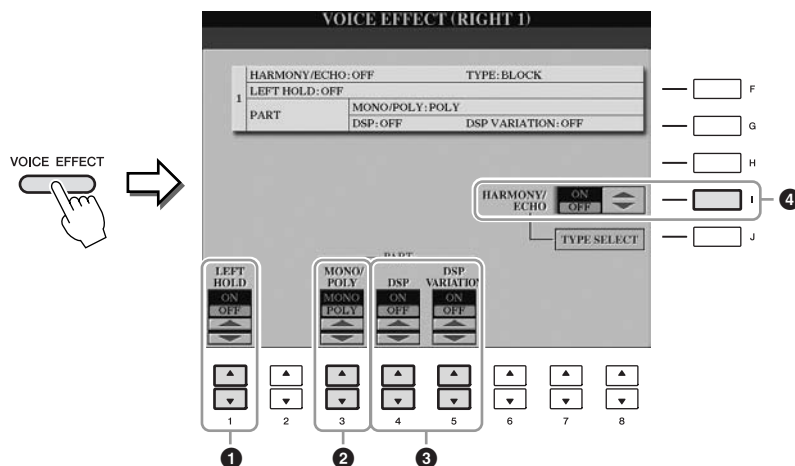 VOICE EFFECT (RIGHT 1)
HARMONY/ECHO:OFF TYPE:BLOCK
LEFT HOLD:OFF
1
PART
MONO/POLY:POLY
DSP:OFF DSP VARIATION:OFF
F
G
H
VOICE EFFECT
HARMONY/
ECHO
ON
OFF
I
4
TYPE SELECT
J
PART
LEFT
HOLD
ON
OFF
MONO/
POLY
MONO
POLY
DSP
ON
OFF
DSP
VARIATION
ON
OFF
1 2 3 4 5 6 7 8
1 2 3